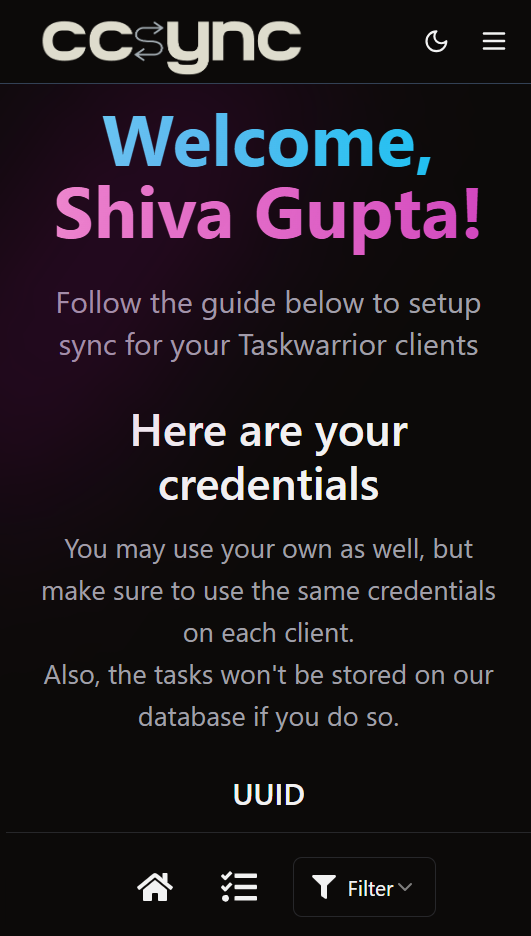 ccsync
Welcome,
Shiva Gupta!
Follow the guide below to setup
sync for your Taskwarrior clients
Here are your
credentials
You may use your own as well, but
make sure to use the same credentials
on each client.
Also, the tasks won't be stored on our
database if you do so.
UUID
Filter